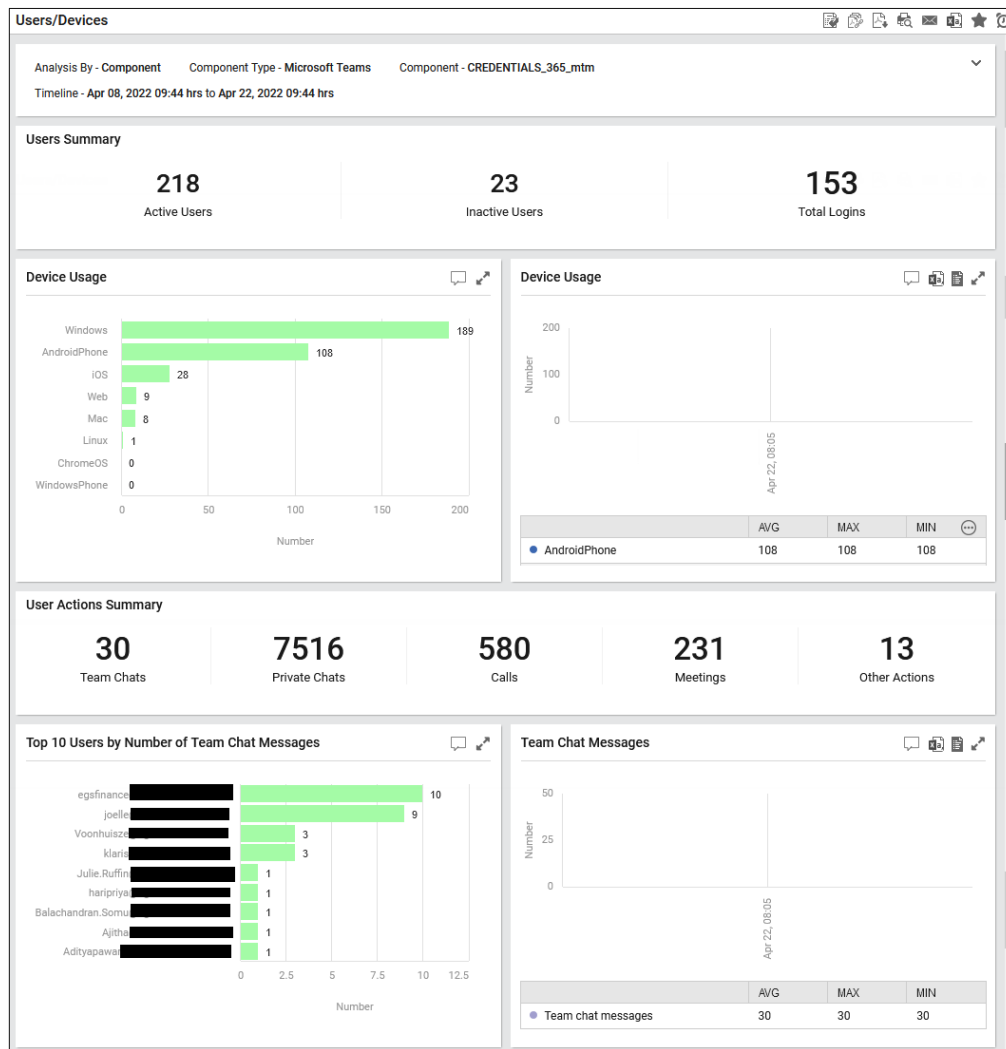 Users/Devices
Analysis By - Component Component Type - Microsoft Teams Component - CREDENTIALS_365_mtm
Timeline - Apr 08, 2022 09:44 hrs to Apr 22, 2022 09:44 hrs
Users Summary
218 23 153
Active Users Inactive Users Total Logins
Device Usage
Windows 189
AndroidPhone 108
iOS 28
Web 9
Mac 8
Linux 1
ChromeOS 0
WindowsPhone 0
0 50 100 150 200
Number
Device Usage
200
100
0
Number
Apr 22, 08:05
AVG MAX MIN
AndroidPhone 108 108 108
User Actions Summary
30 7516 580 231 13
Team Chats Private Chats Calls Meetings Other Actions
Top 10 Users by Number of Team Chat Messages
egsfinance 10
joelle 9
Voonhuisze 3
klaris 3
Julie.Ruffin 1
haripriya 1
Balachandran.Somu 1
Ajitha 1
Adityapawar 1
0 2.5 5 7.5 10 12.5
Number
Team Chat Messages
50
25
0
Number
Apr 22, 08:05
AVG MAX MIN
Team chat messages 30 30 30